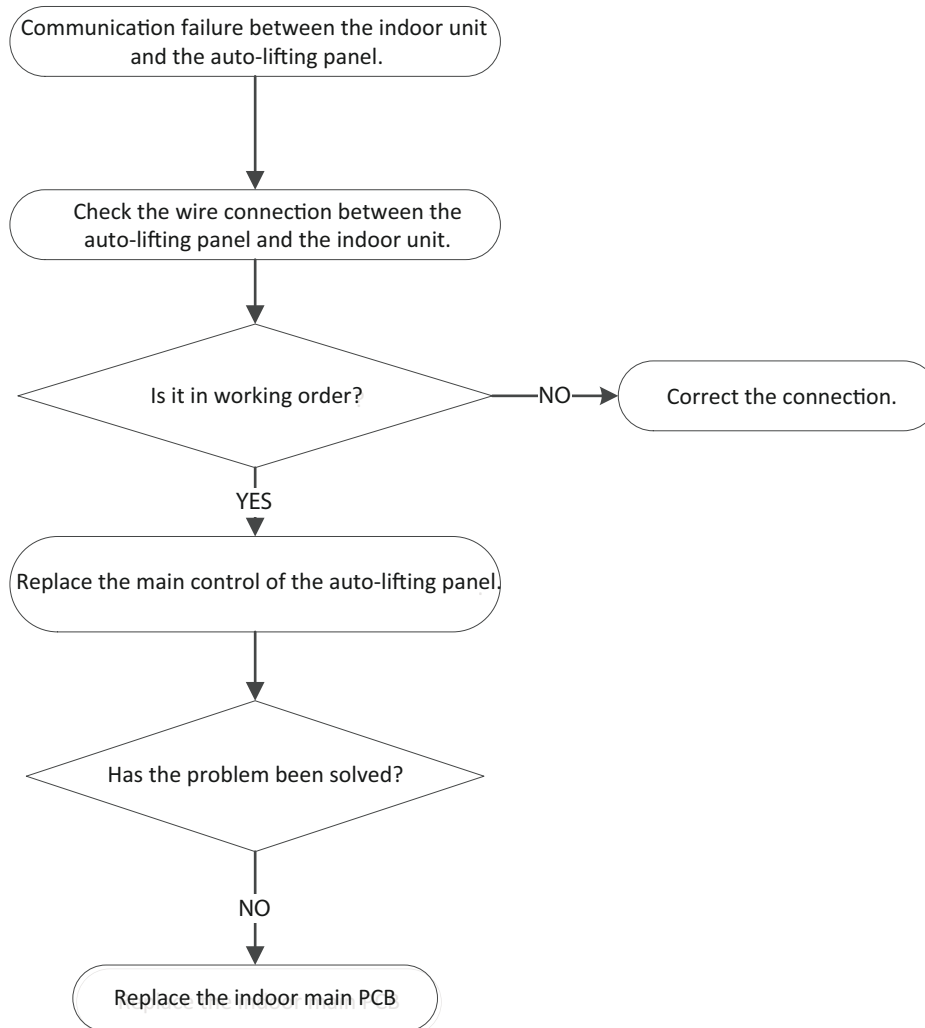 Communication failure between the indoor unit
and the auto-lifting panel.
Check the wire connection between the
auto-lifting panel and the indoor unit.
Is it in working order?
NO
Correct the connection.
YES
Replace the main control of the auto-lifting panel.
Has the problem been solved?
NO
Replace the indoor main PCB